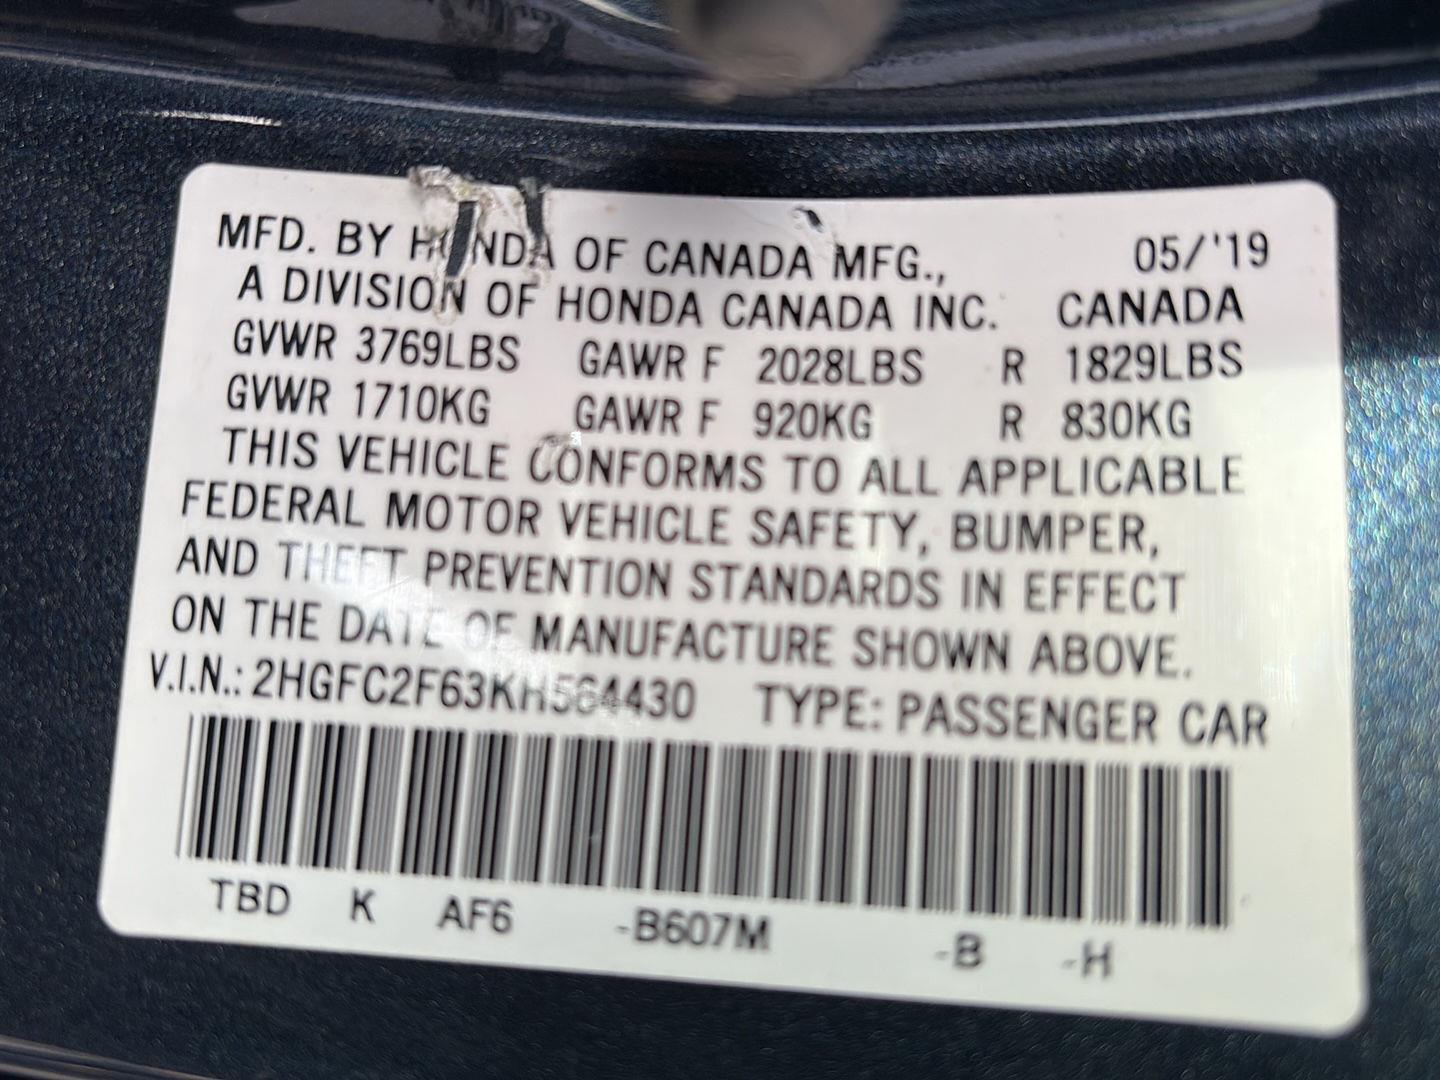 MFD. BY HONDA OF CANADA MFG., 05/'19
A DIVISION OF HONDA CANADA INC. CANADA
GVWR 3769LBS GAWR F 2028LBS R 1829LBS
GVWR 1710KG GAWR F 920KG R 830KG
THIS VEHICLE CONFORMS TO ALL APPLICABLE
FEDERAL MOTOR VEHICLE SAFETY, BUMPER,
AND THEFT PREVENTION STANDARDS IN EFFECT
ON THE DATE OF MANUFACTURE SHOWN ABOVE.
V.I.N.: 2HGFC2F63KH564430 TYPE: PASSENGER CAR
TBD K AF6 -B607M -B -H